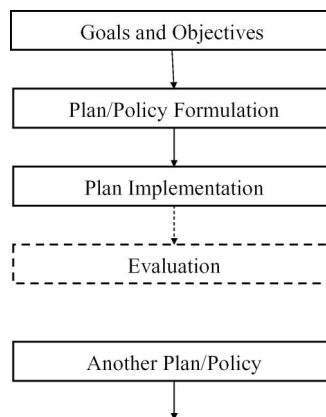 Goals and Objectives
Plan/Policy Formulation
Plan Implementation
Evaluation
Another Plan/Policy